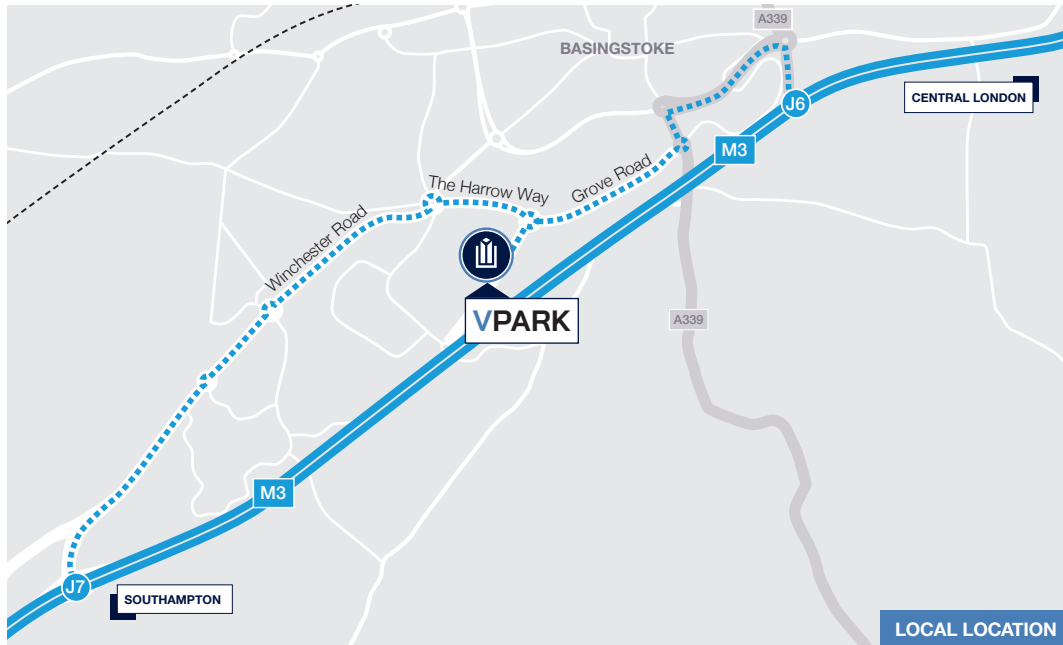 A339
BASINGSTOKE
CENTRAL LONDON
J6
M3
Grove Road
The Harrow Way
Winchester Road
VPARK
A339
M3
J7
SOUTHAMPTON
LOCAL LOCATION